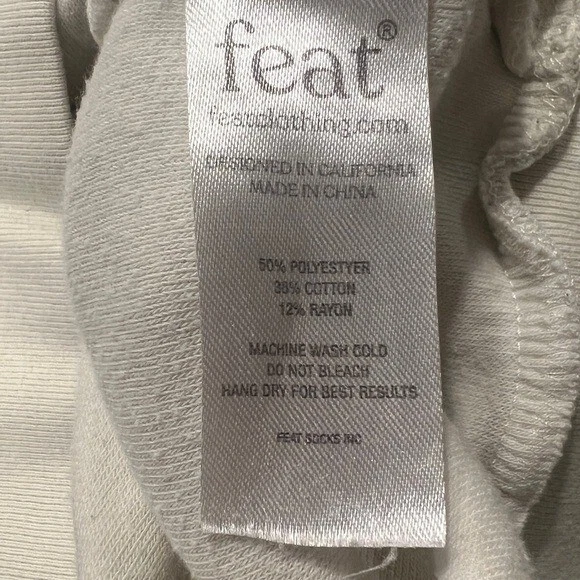 feat®
featclothing.com
DESIGNED IN CALIFORNIA
MADE IN CHINA
50% POLYESTYER
38% COTTON
12% RAYON
MACHINE WASH COLD
DO NOT BLEACH
HANG DRY FOR BEST RESULTS
FEAT SOCKS INC